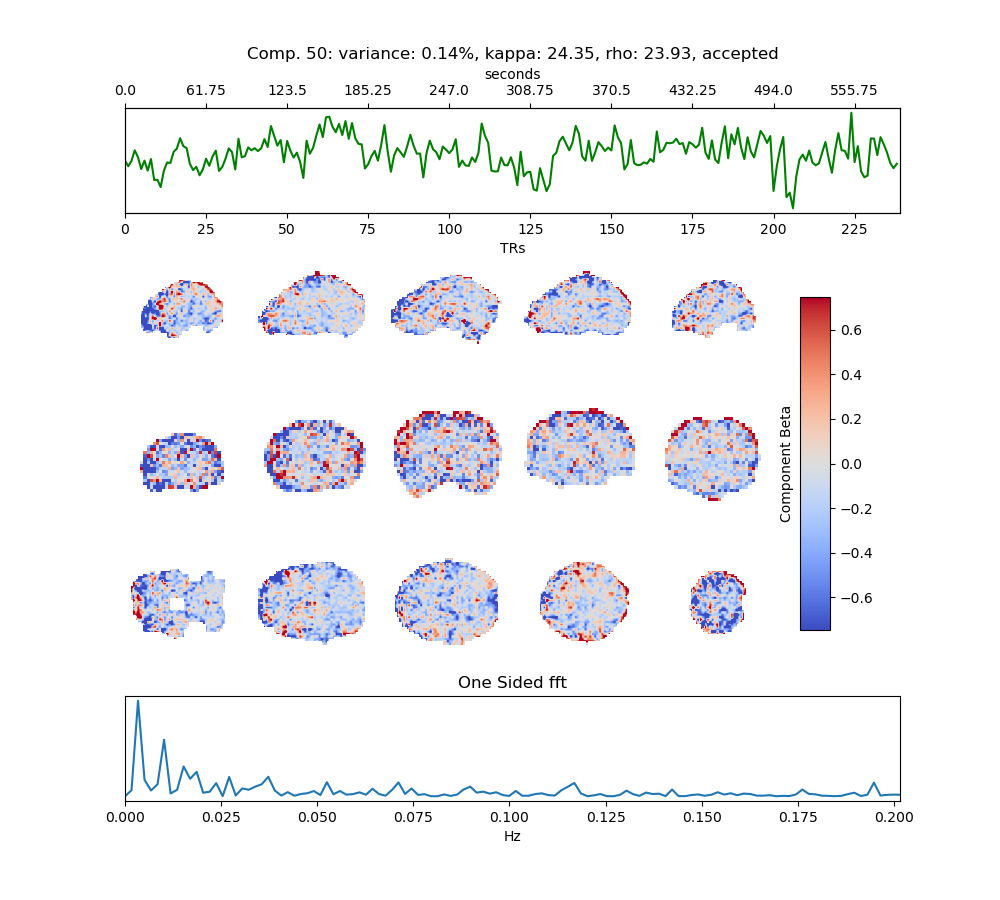 Comp. 50: variance: 0.14%, kappa: 24.35, rho: 23.93, accepted
seconds
0.0 61.75 123.5 185.25 247.0 308.75 370.5 432.25 494.0 555.75
0 25 50 75 100 125 150 175 200 225
TRs
0.6
0.4
0.2
0.0
−0.2
−0.4
−0.6
Component Beta
One Sided fft
0.000 0.025 0.050 0.075 0.100 0.125 0.150 0.175 0.200
Hz